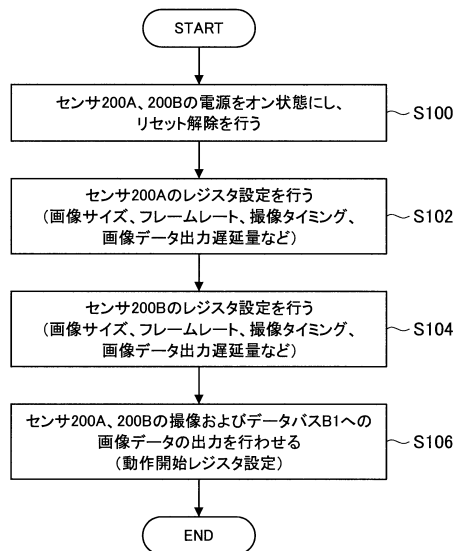 START
センサ200A、200Bの電源をオン状態にし、
リセット解除を行う
S100
センサ200Aのレジスタ設定を行う
(画像サイズ、フレームレート、撮像タイミング、
画像データ出力遅延量など)
S102
センサ200Bのレジスタ設定を行う
(画像サイズ、フレームレート、撮像タイミング、
画像データ出力遅延量など)
S104
センサ200A、200Bの撮像およびデータバスB1への
画像データの出力を行わせる
(動作開始レジスタ設定)
S106
END